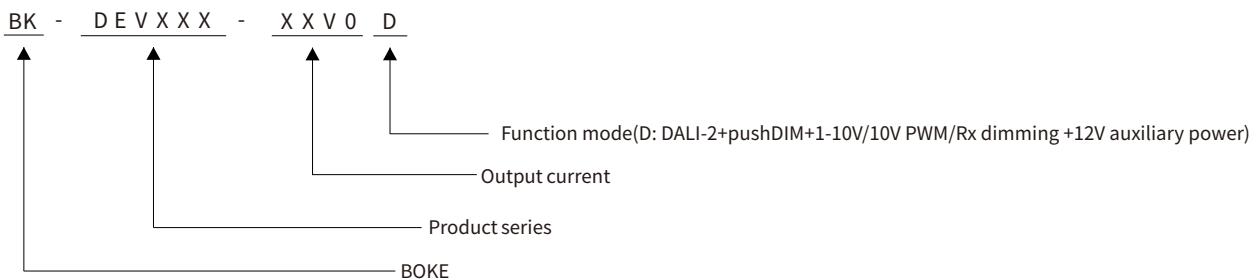 BK - DEVXXX - XXV0 D
Function mode(D: DALI-2+pushDIM+1-10V/10V PWM/Rx dimming +12V auxiliary power)
Output current
Product series
BOKE